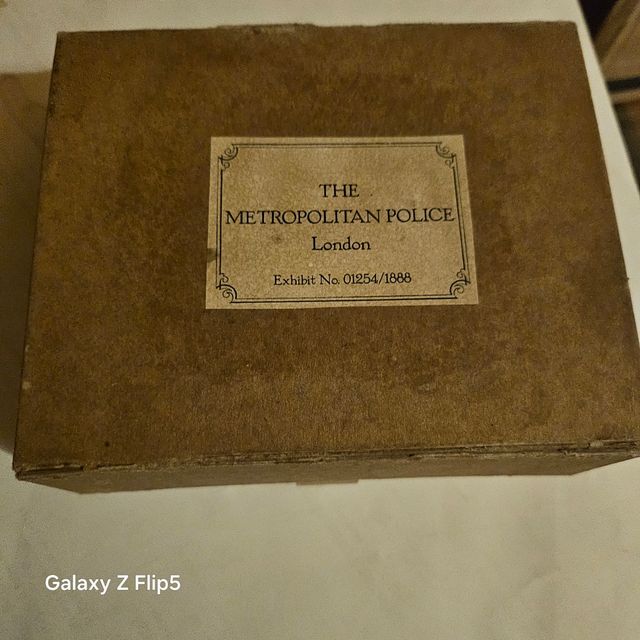 THE
METROPOLITAN POLICE
London
Exhibit No. 01254/1888
Galaxy Z Flip5